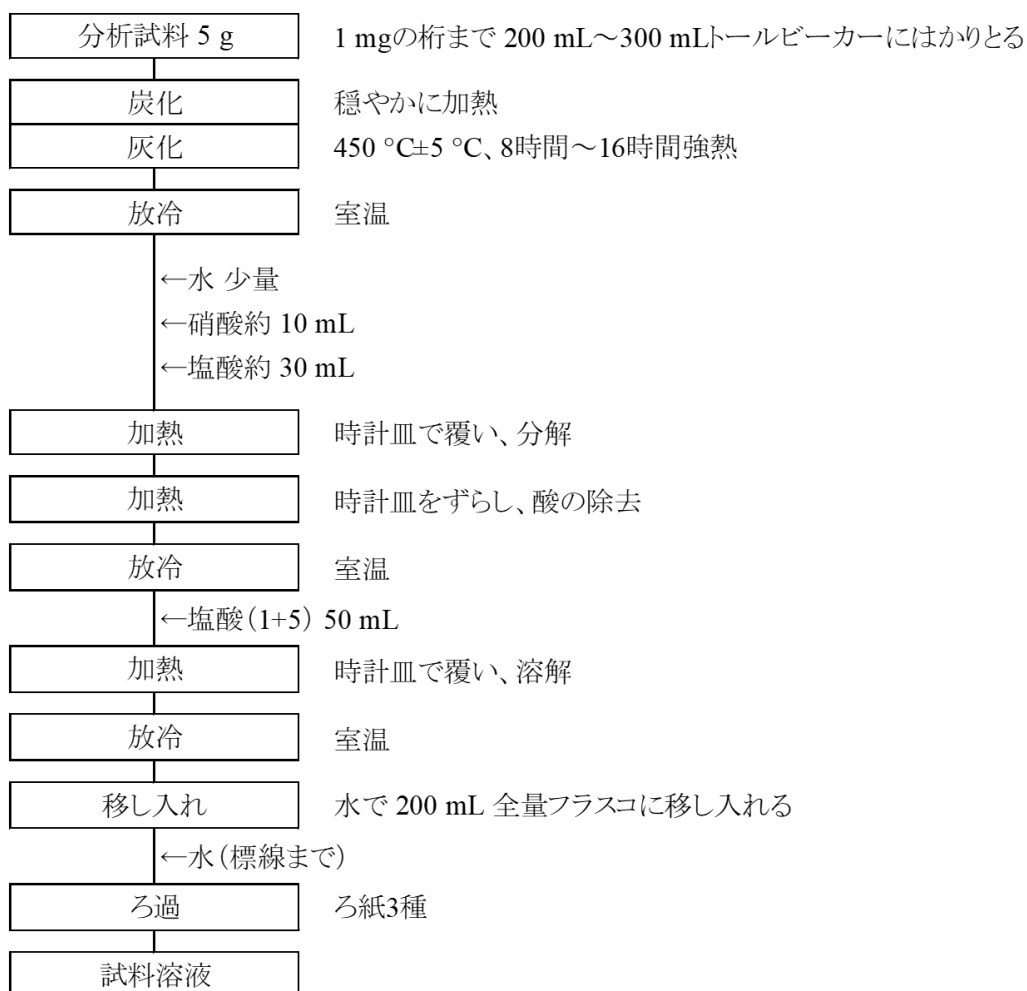 分析試料 5 g 1 mgの桁まで 200 mL～300 mLトールビーカーにはかりとる
炭化 穏やかに加熱
灰化 450 °C±5 °C、8時間～16時間強熱
放冷 室温
←水 少量
←硝酸約 10 mL
←塩酸約 30 mL
加熱 時計皿で覆い、分解
加熱 時計皿をずらし、酸の除去
放冷 室温
←塩酸（1+5） 50 mL
加熱 時計皿で覆い、溶解
放冷 室温
移し入れ 水で 200 mL 全量フラスコに移し入れる
←水（標線まで）
ろ過 ろ紙3種
試料溶液